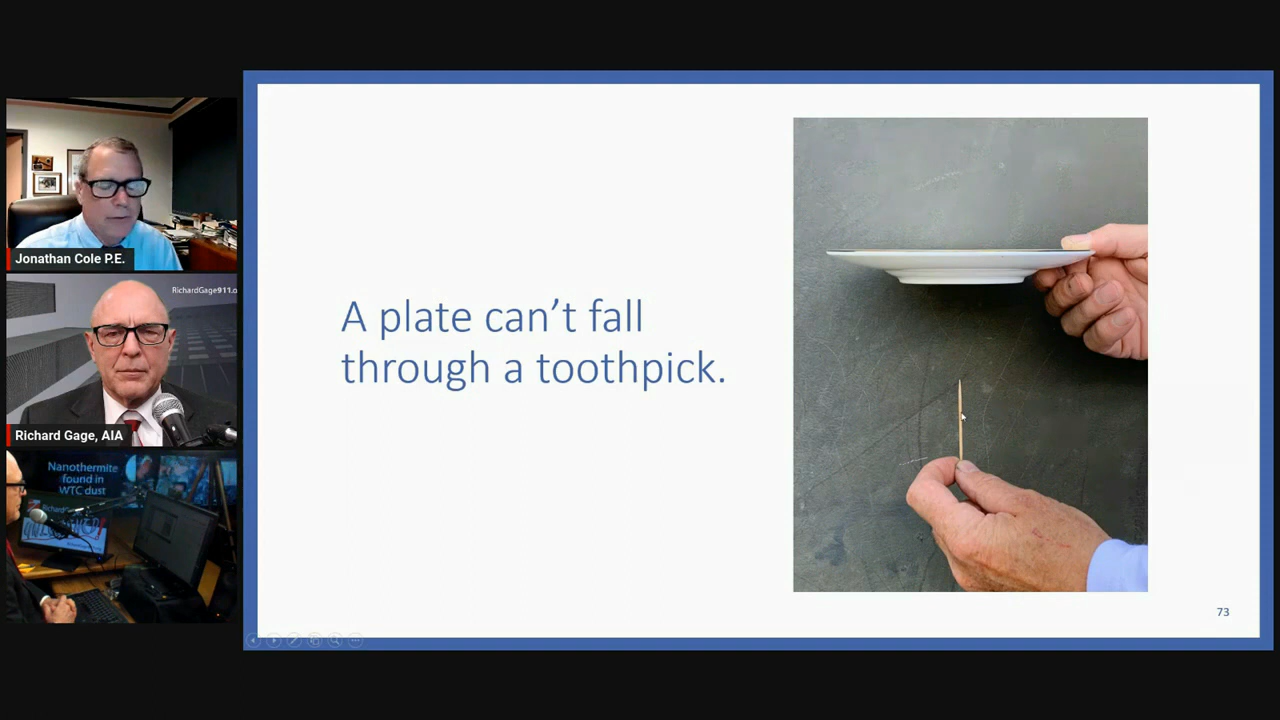 Jonathan Cole P.E.
RichardGage911.o
Richard Gage, AIA
Nanothermite
found in
WTC dust
A plate can’t fall
through a toothpick.
73